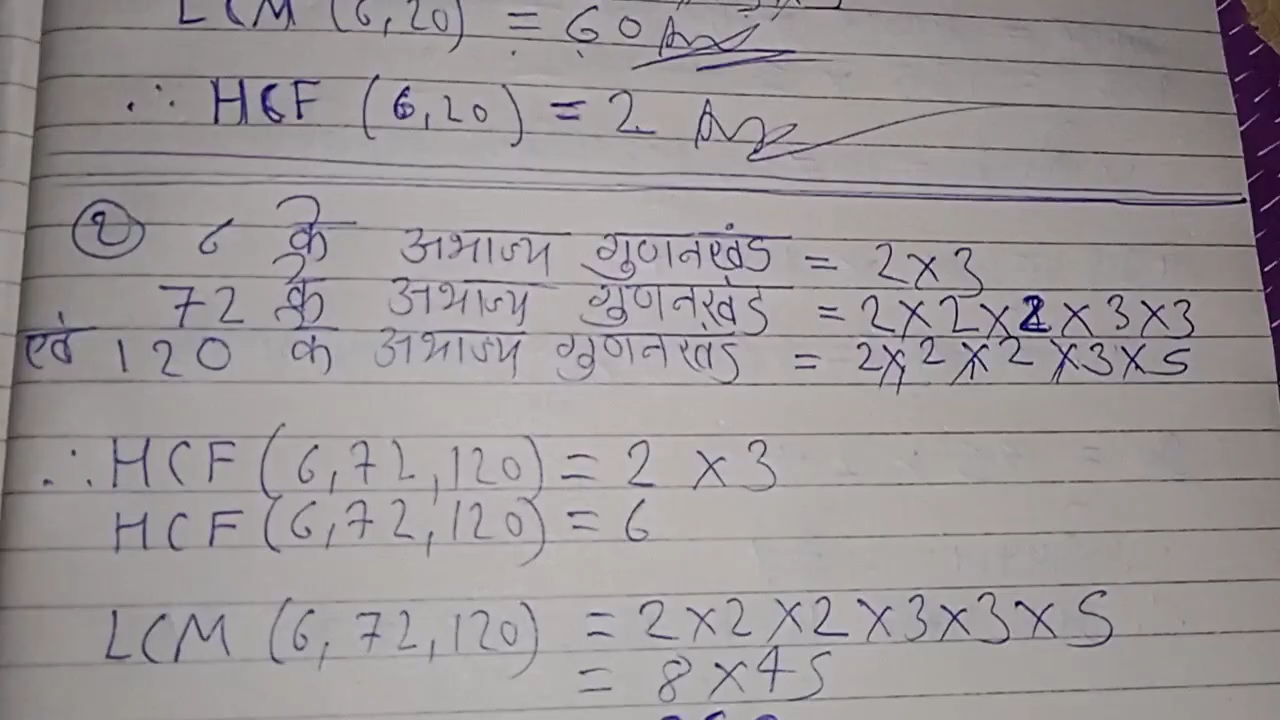 LCM (6,20) = 60 Ans
∴ HCF (6,20) = 2 Ans
② 6 के अभाज्य गुणनखंड = 2×3
72 के अभाज्य गुणनखंड = 2×2×2×3×3
एवं 120 के अभाज्य गुणनखंड = 2×2×2×3×5
∴ HCF (6,72,120) = 2 × 3
HCF (6,72,120) = 6
LCM (6,72,120) = 2×2×2×3×3×5
= 8×45